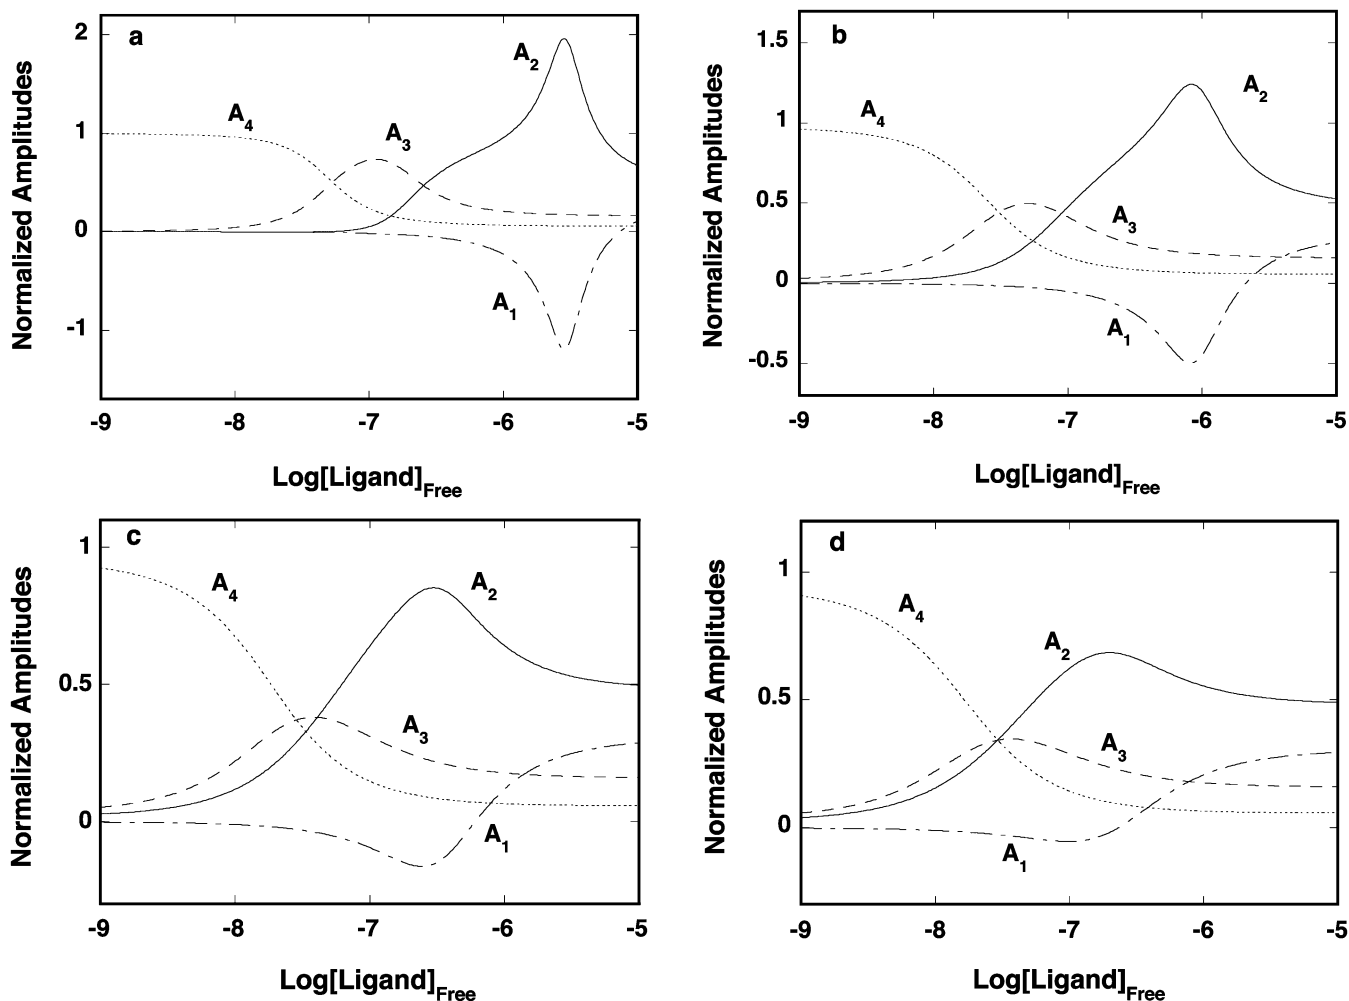 a
Normalized Amplitudes
2
1
0
-1
A4
A3
A2
A1
-9
-8
-7
-6
-5
Log[Ligand]Free
b
Normalized Amplitudes
1.5
1
0.5
0
-0.5
A4
A3
A2
A1
-9
-8
-7
-6
-5
Log[Ligand]Free
c
Normalized Amplitudes
1
0.5
0
A4
A2
A3
A1
-9
-8
-7
-6
-5
Log[Ligand]Free
d
Normalized Amplitudes
1
0.5
0
A4
A2
A3
A1
-9
-8
-7
-6
-5
Log[Ligand]Free